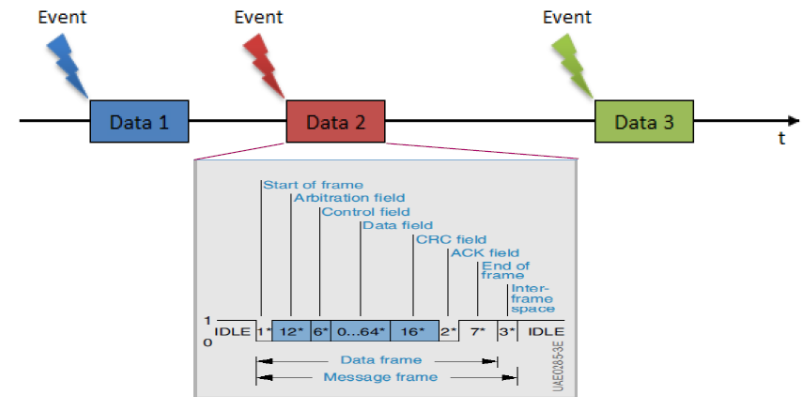 Event
Event
Event
Data 1
Data 2
Data 3
t
Start of frame
Arbitration field
Control field
Data field
CRC field
ACK field
End of
frame
Inter-
frame
space
1
0
IDLE
1*
12*
6*
0...64*
16*
2*
7*
3*
IDLE
Data frame
Message frame
UAE0285-3E